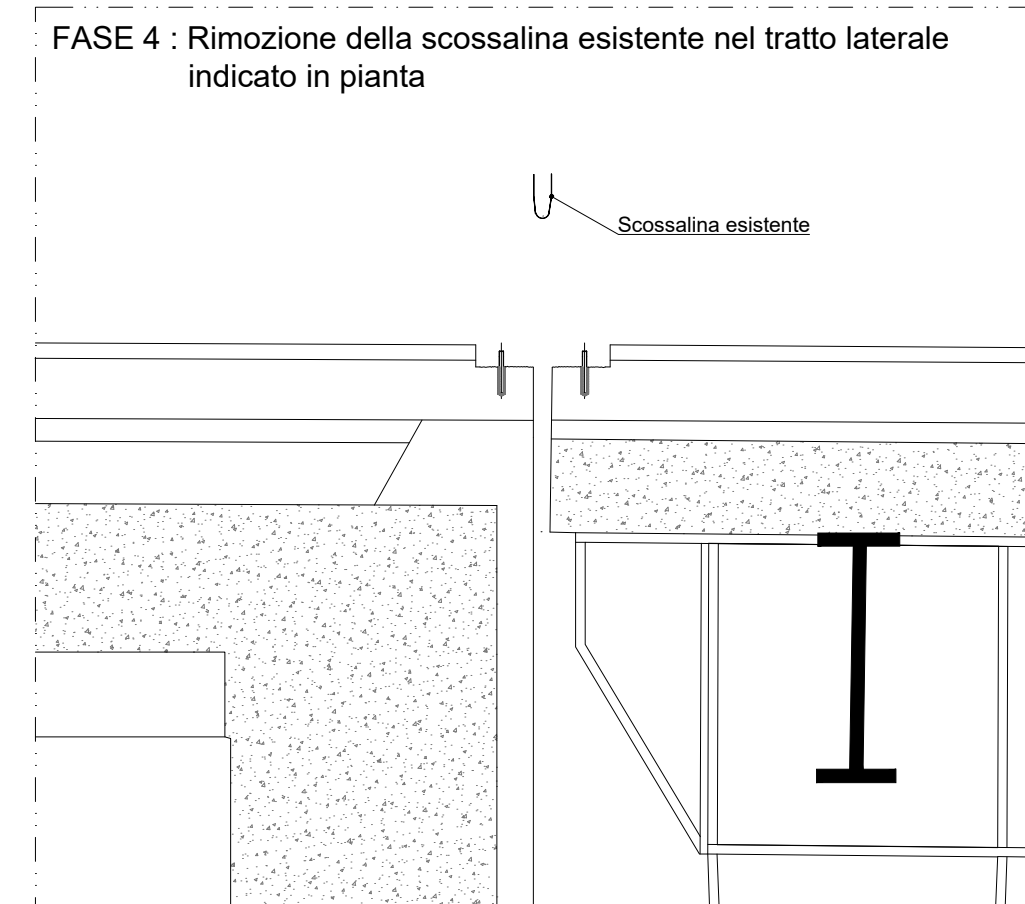 FASE 4 : Rimozione della scossalina esistente nel tratto laterale
indicato in pianta
Scossalina esistente